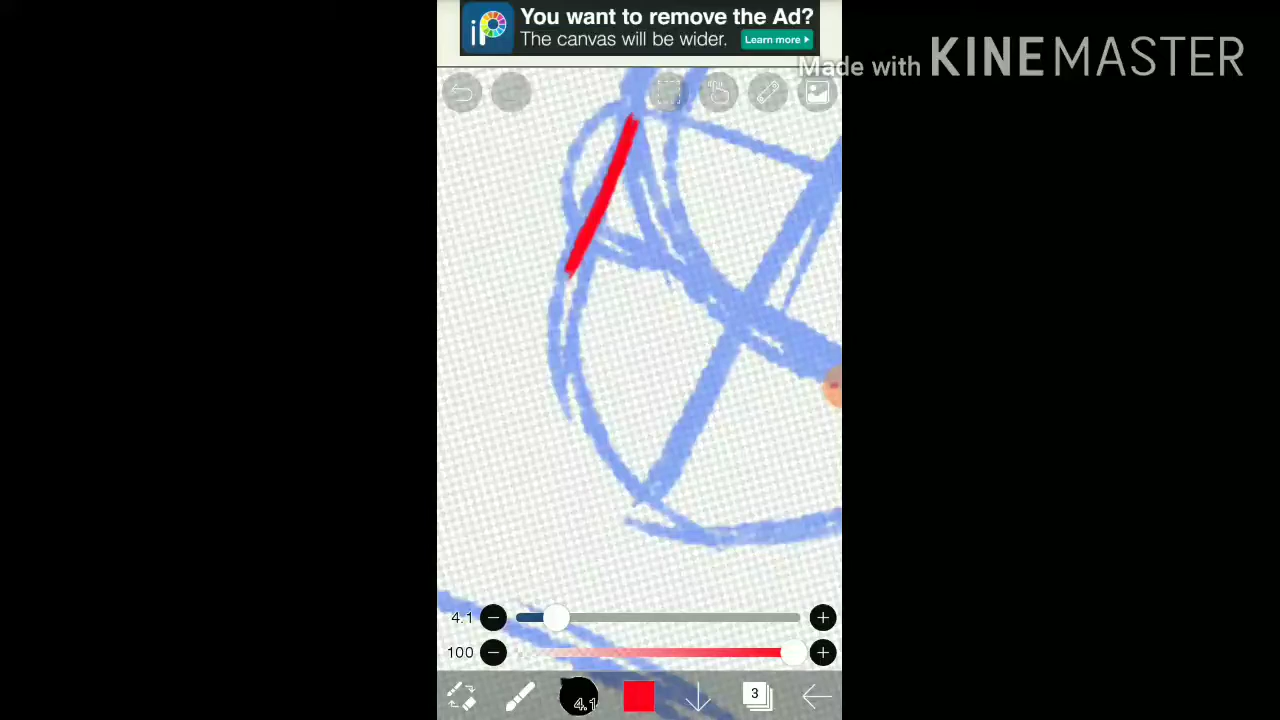 iP
You want to remove the Ad?
The canvas will be wider.
Learn more
Made with KINEMASTER
4.1
100
4.1
3